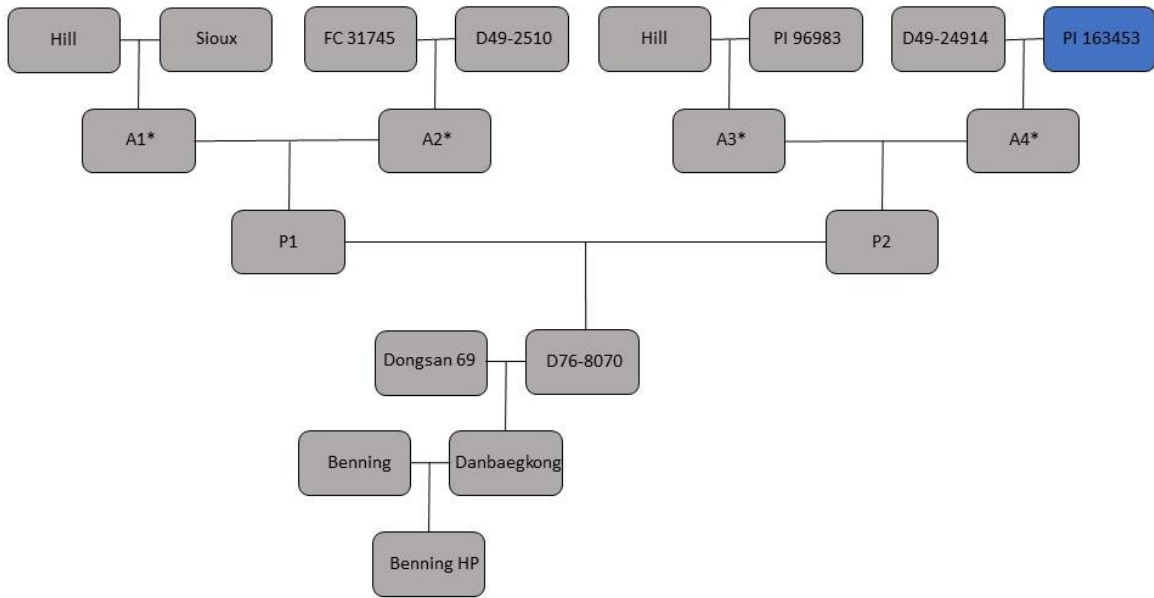 Hill
Sioux
FC 31745
D49-2510
Hill
PI 96983
D49-24914
PI 163453
A1*
A2*
A3*
A4*
P1
P2
Dongsan 69
D76-8070
Benning
Danbaegkong
Benning HP